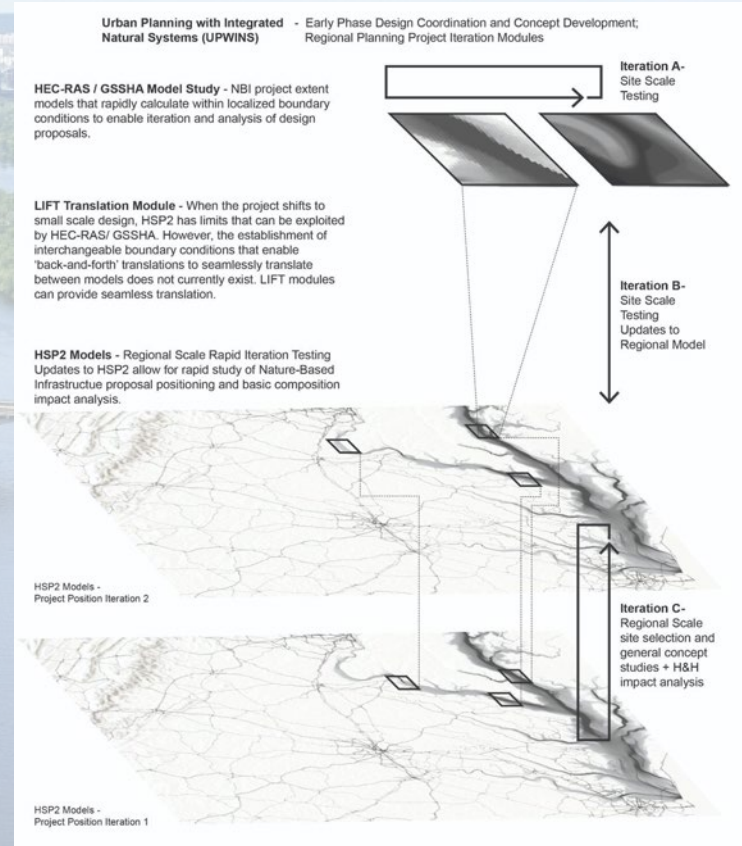 Urban Planning with Integrated - Early Phase Design Coordination and Concept Development;
Natural Systems (UPWINS) Regional Planning Project Iteration Modules
Iteration A-
Site Scale
Testing
HEC-RAS / GSSHA Model Study - NBI project extent
models that rapidly calculate within localized boundary
conditions to enable iteration and analysis of design
proposals.
LIFT Translation Module - When the project shifts to
small scale design, HSP2 has limits that can be exploited
by HEC-RAS/ GSSHA. However, the establishment of
interchangeable boundary conditions that enable
'back-and-forth' translations to seamlessly translate
between models does not currently exist. LIFT modules
can provide seamless translation.
Iteration B-
Site Scale
Testing
Updates to
Regional Model
HSP2 Models - Regional Scale Rapid Iteration Testing
Updates to HSP2 allow for rapid study of Nature-Based
Infrastructue proposal positioning and basic composition
impact analysis.
HSP2 Models -
Project Position Iteration 2
Iteration C-
Regional Scale
site selection and
general concept
studies + H&H
impact analysis
HSP2 Models -
Project Position Iteration 1